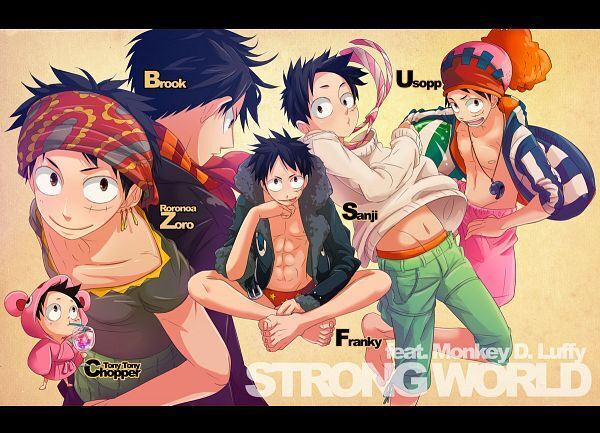 Brook
Usopp
Roronoa
Zoro
Sanji
Franky
Tony Tony
Chopper
feat. Monkey D. Luffy
STRONG WORLD